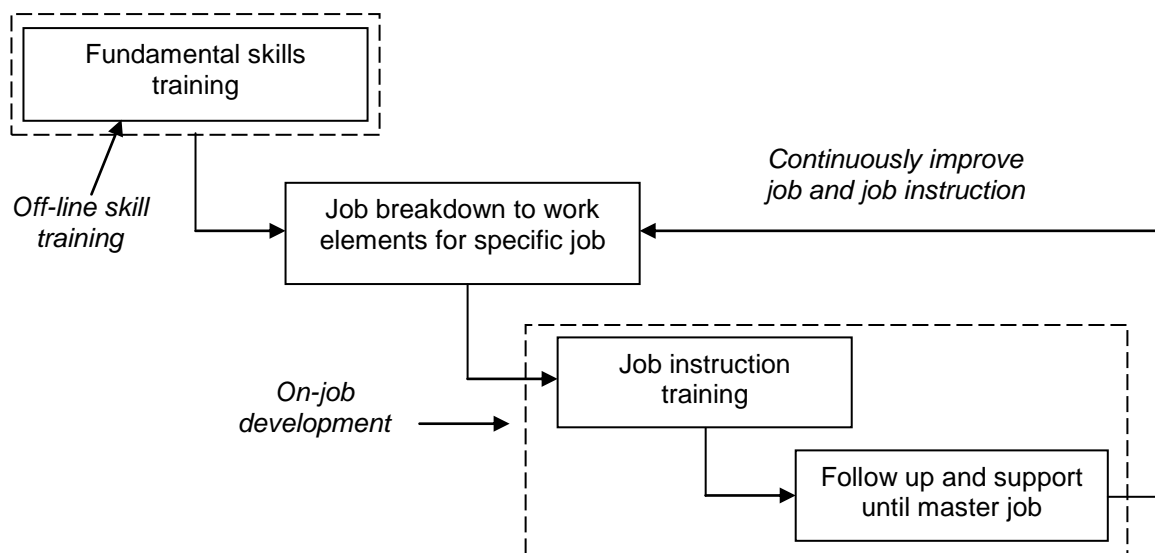 Fundamental skills
training
Off-line skill
training
Continuously improve
job and job instruction
Job breakdown to work
elements for specific job
Job instruction
training
On-job
development
Follow up and support
until master job